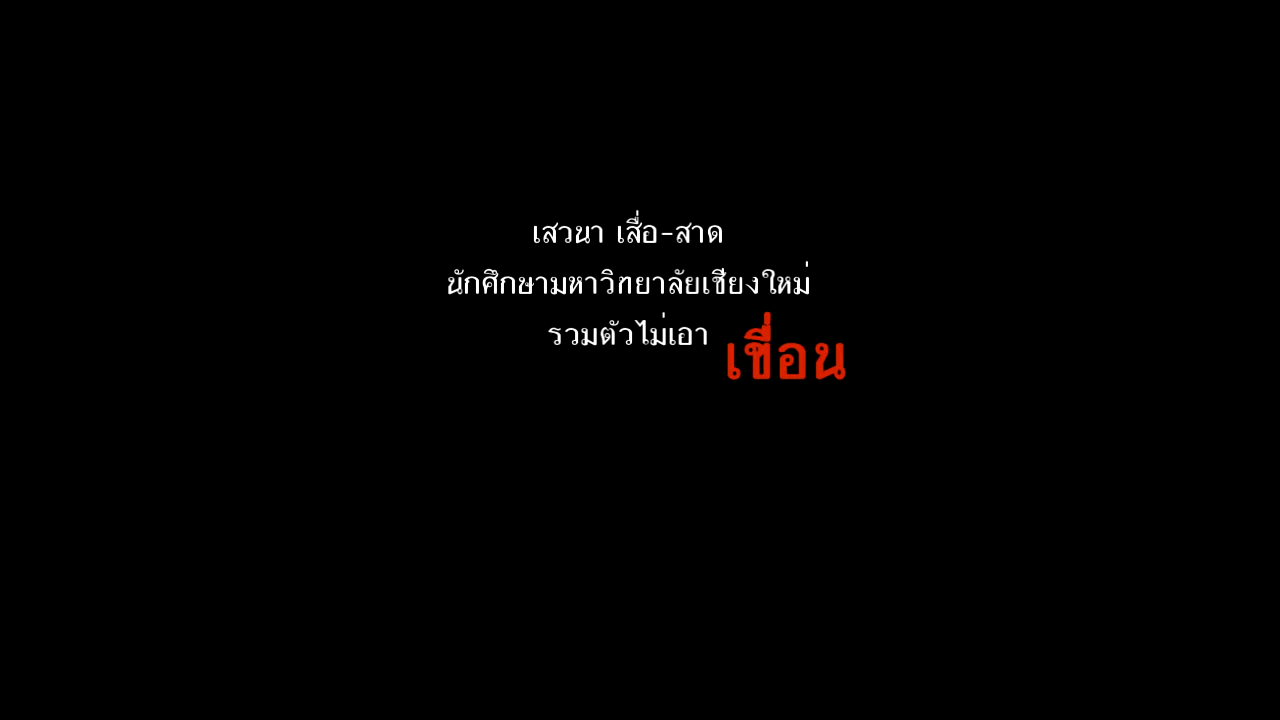 เสวนา เสื่อ-สาด
นักศึกษามหาวิทยาลัยเชียงใหม่
รวมตัวไม่เอา เขื่อน